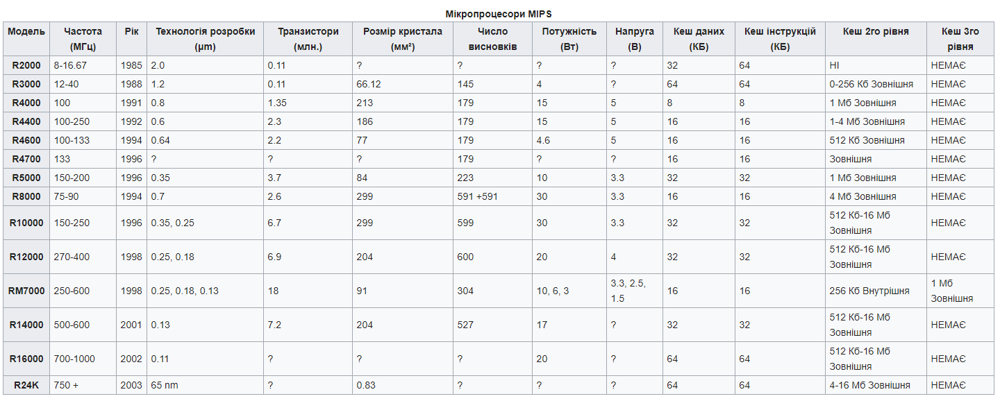 Мікропроцесори MIPS
Модель Частота (МГц) Рік Технологія розробки (µm) Транзистори (млн.) Розмір кристала (мм²) Число висновків Потужність (Вт) Напруга (В) Кеш даних (КБ) Кеш інструкцій (КБ) Кеш 2го рівня Кеш 3го рівня
R2000 8-16.67 1985 2.0 0.11 ? ? ? ? 32 64 НІ НЕМАЄ
R3000 12-40 1988 1.2 0.11 66.12 145 4 ? 64 64 0-256 Кб Зовнішня НЕМАЄ
R4000 100 1991 0.8 1.35 213 179 15 5 8 8 1 Мб Зовнішня НЕМАЄ
R4400 100-250 1992 0.6 2.3 186 179 15 5 16 16 1-4 Мб Зовнішня НЕМАЄ
R4600 100-133 1994 0.64 2.2 77 179 4.6 5 16 16 512 Кб Зовнішня НЕМАЄ
R4700 133 1996 ? ? ? 179 ? ? 16 16 Зовнішня НЕМАЄ
R5000 150-200 1996 0.35 3.7 84 223 10 3.3 32 32 1 Мб Зовнішня НЕМАЄ
R8000 75-90 1994 0.7 2.6 299 591 +591 30 3.3 16 16 4 Мб Зовнішня НЕМАЄ
R10000 150-250 1996 0.35, 0.25 6.7 299 599 30 3.3 32 32 512 Кб-16 Мб Зовнішня НЕМАЄ
R12000 270-400 1998 0.25, 0.18 6.9 204 600 20 4 32 32 512 Кб-16 Мб Зовнішня НЕМАЄ
RM7000 250-600 1998 0.25, 0.18, 0.13 18 91 304 10, 6, 3 3.3, 2.5, 1.5 16 16 256 Кб Внутрішня 1 Мб Зовнішня
R14000 500-600 2001 0.13 7.2 204 527 17 ? 32 32 512 Кб-16 Мб Зовнішня НЕМАЄ
R16000 700-1000 2002 0.11 ? ? ? 20 ? 64 64 512 Кб-16 Мб Зовнішня НЕМАЄ
R24K 750 + 2003 65 nm ? 0.83 ? ? ? 64 64 4-16 Мб Зовнішня НЕМАЄ